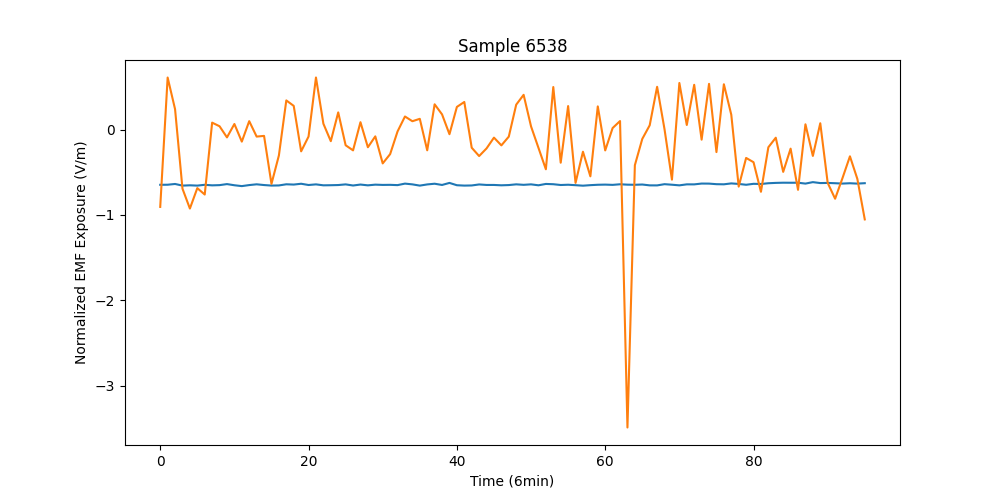 Sample 6538
Normalized EMF Exposure (V/m)
0
−1
−2
−3
0 20 40 60 80
Time (6min)